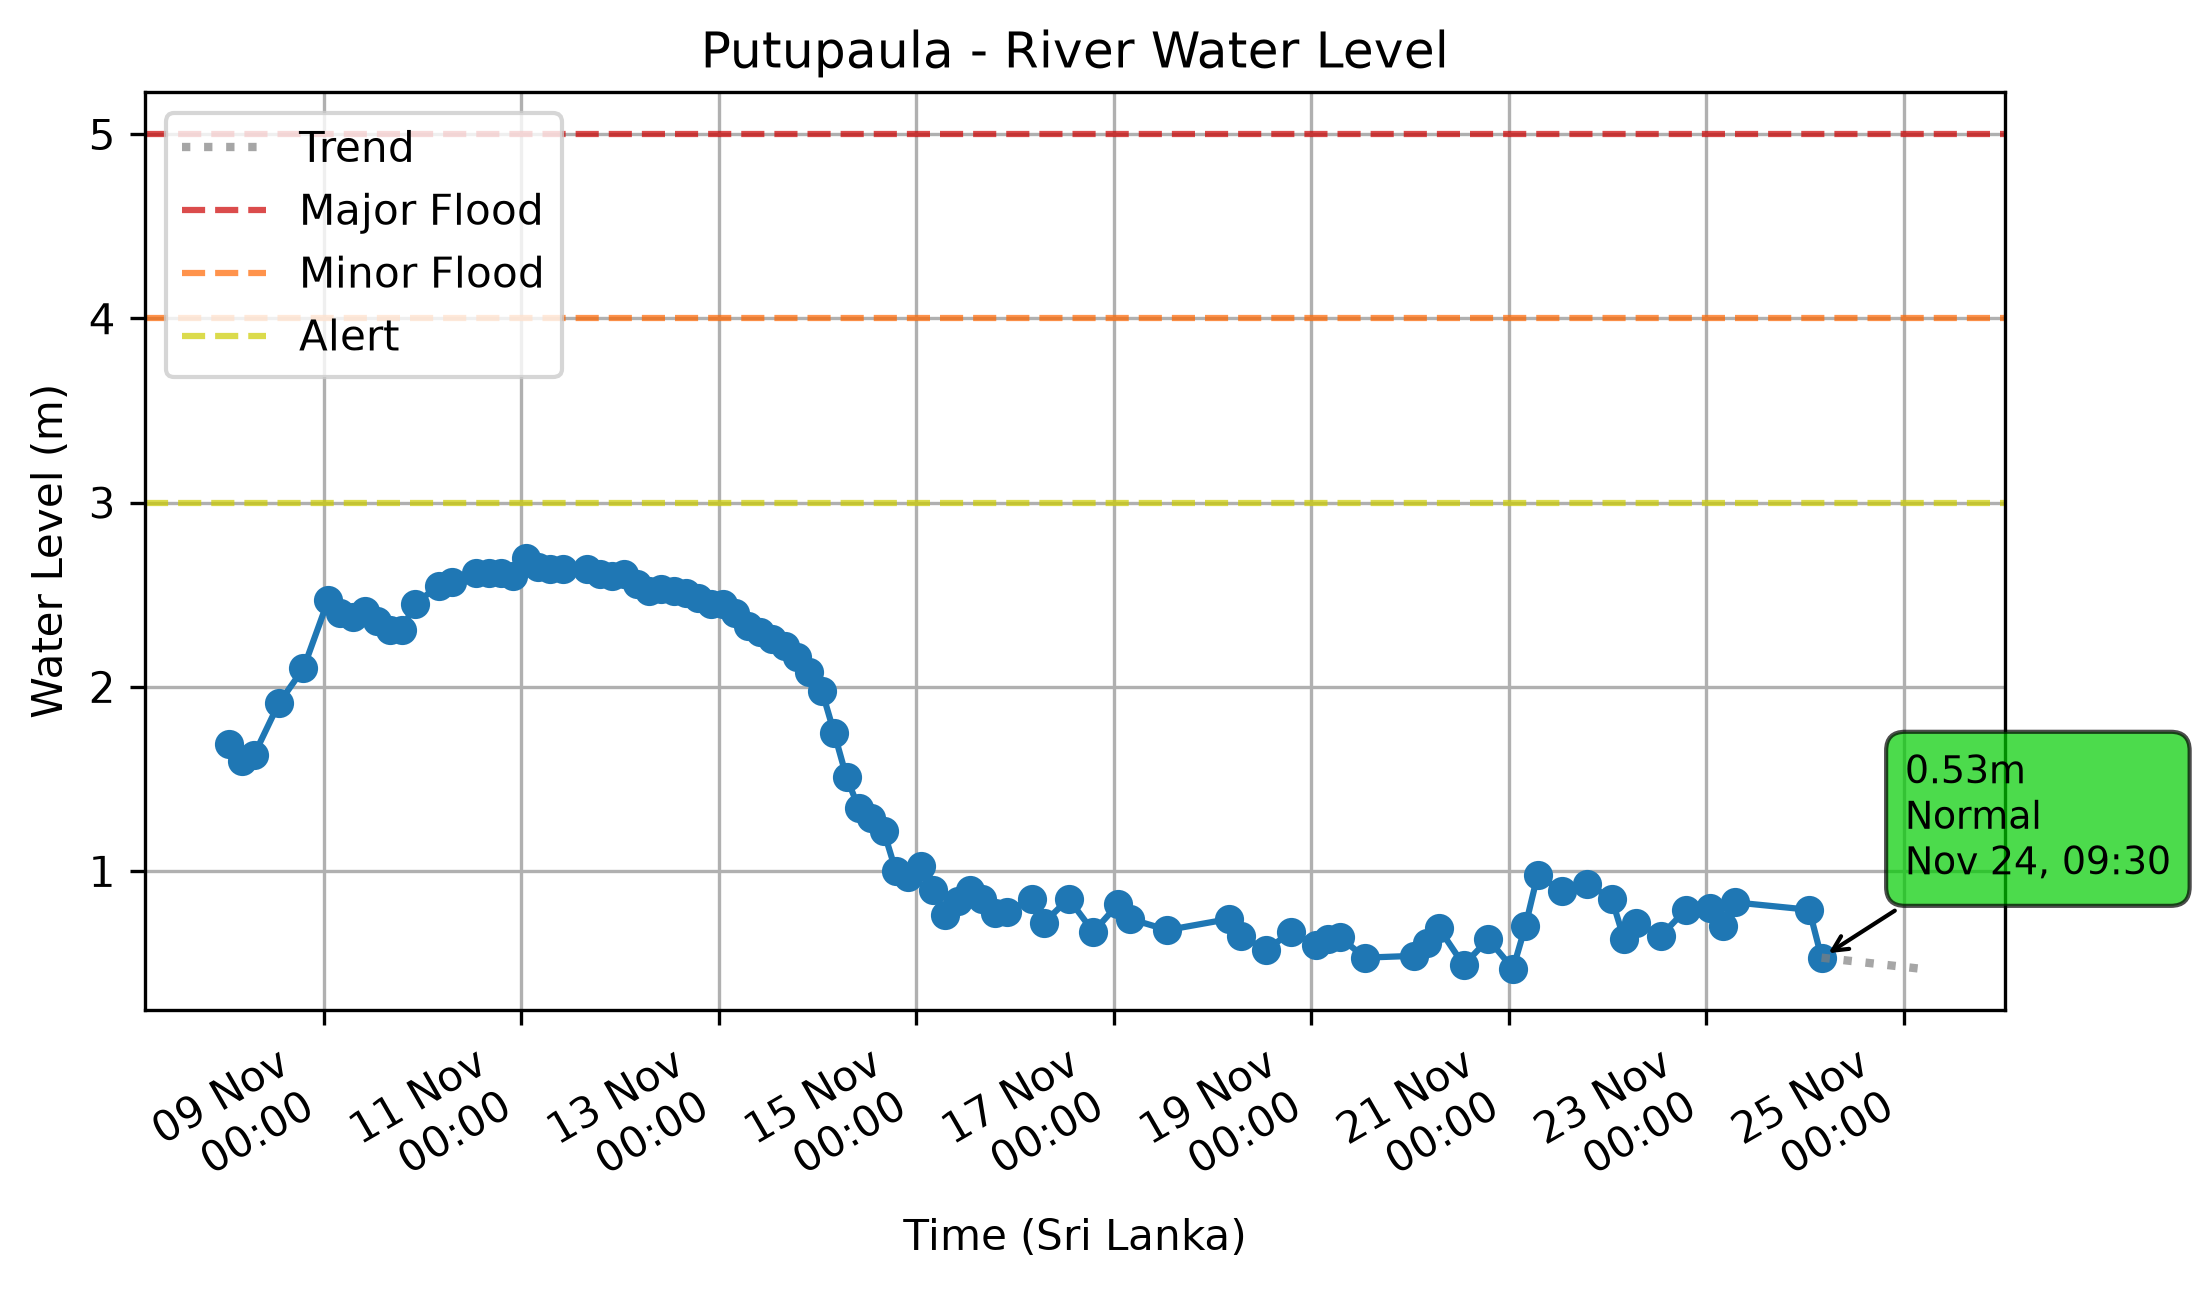 Putupaula - River Water Level
Trend
Major Flood
Minor Flood
Alert
5
4
3
2
1
Water Level (m)
0.53m
Normal
Nov 24, 09:30
09 Nov
00:00
11 Nov
00:00
13 Nov
00:00
15 Nov
00:00
17 Nov
00:00
19 Nov
00:00
21 Nov
00:00
23 Nov
00:00
25 Nov
00:00
Time (Sri Lanka)